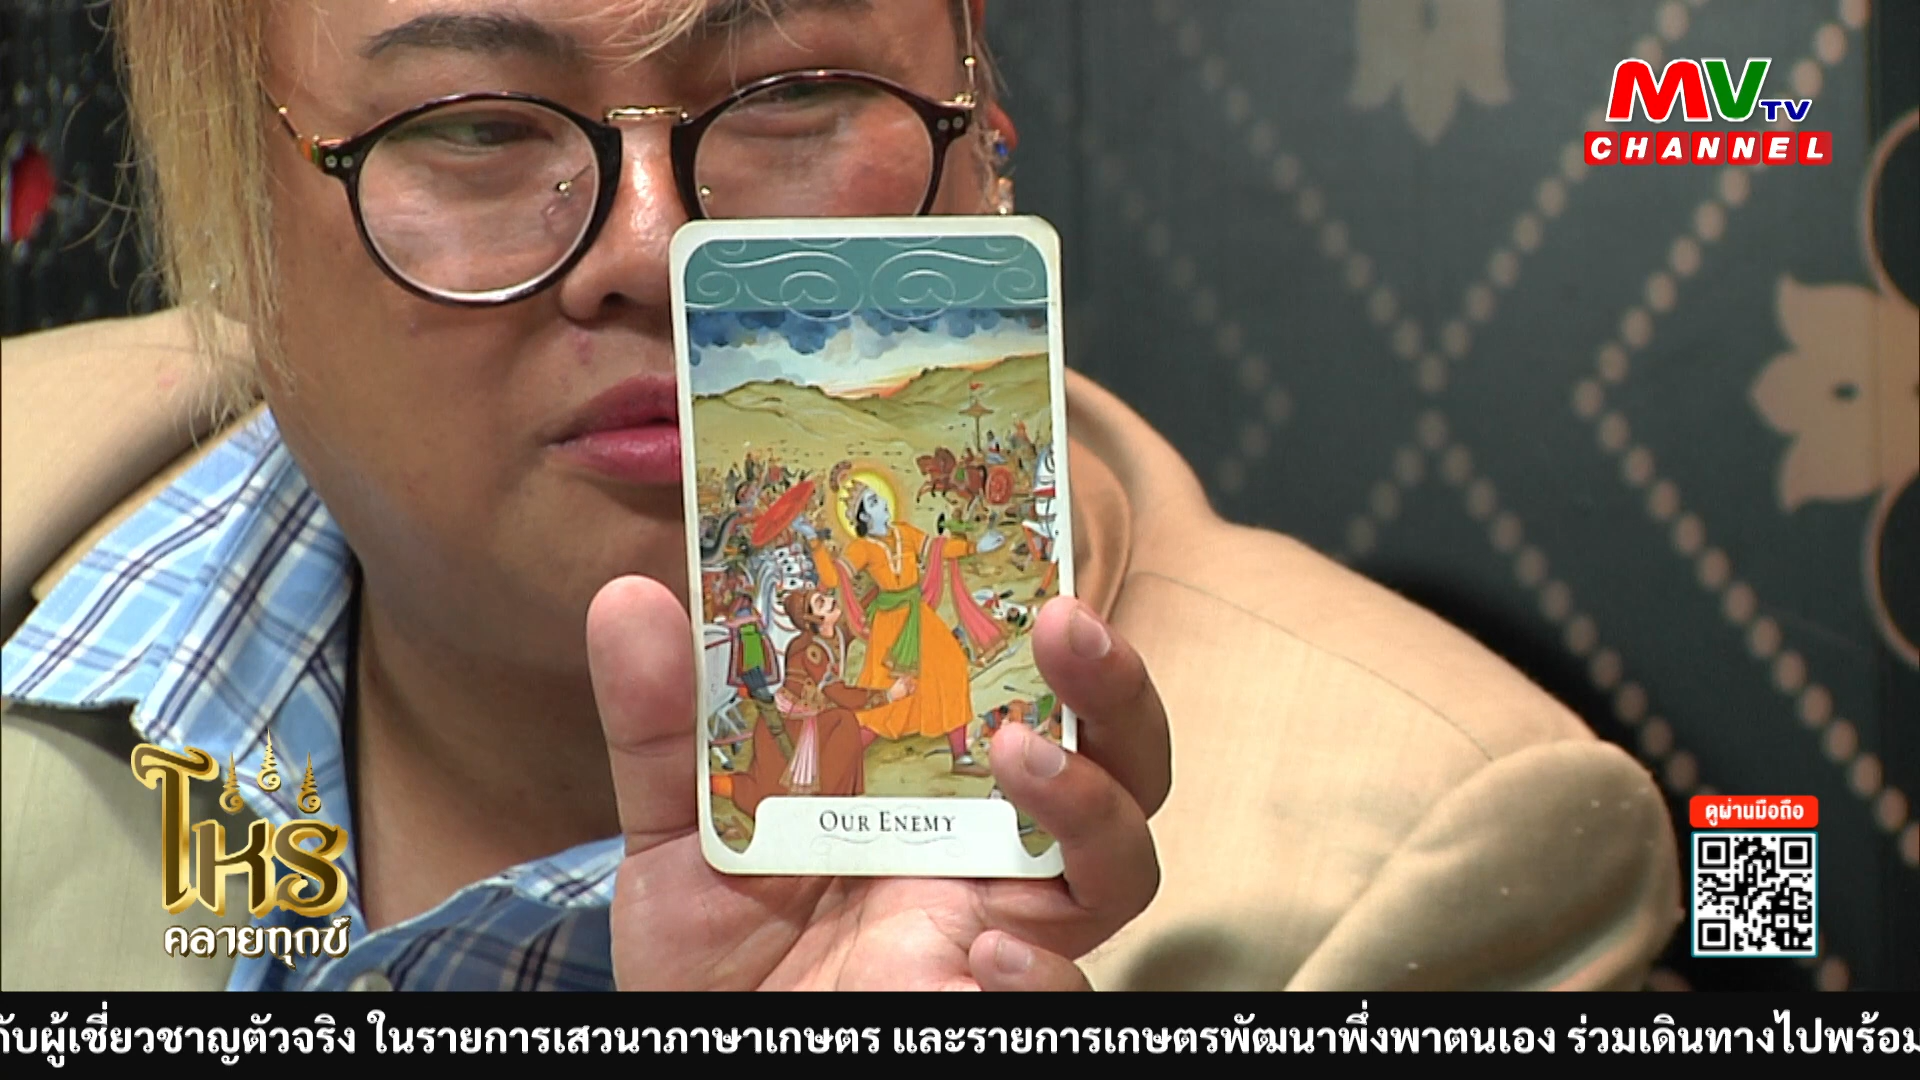 MVTV
CHANNEL
OUR ENEMY
โหร
คลายทุกข์
ดูผ่านมือถือ
กับผู้เชี่ยวชาญตัวจริง ในรายการเสวนาภาษาเกษตร และรายการเกษตรพัฒนาพึ่งพาตนเอง ร่วมเดินทางไปพร้อม